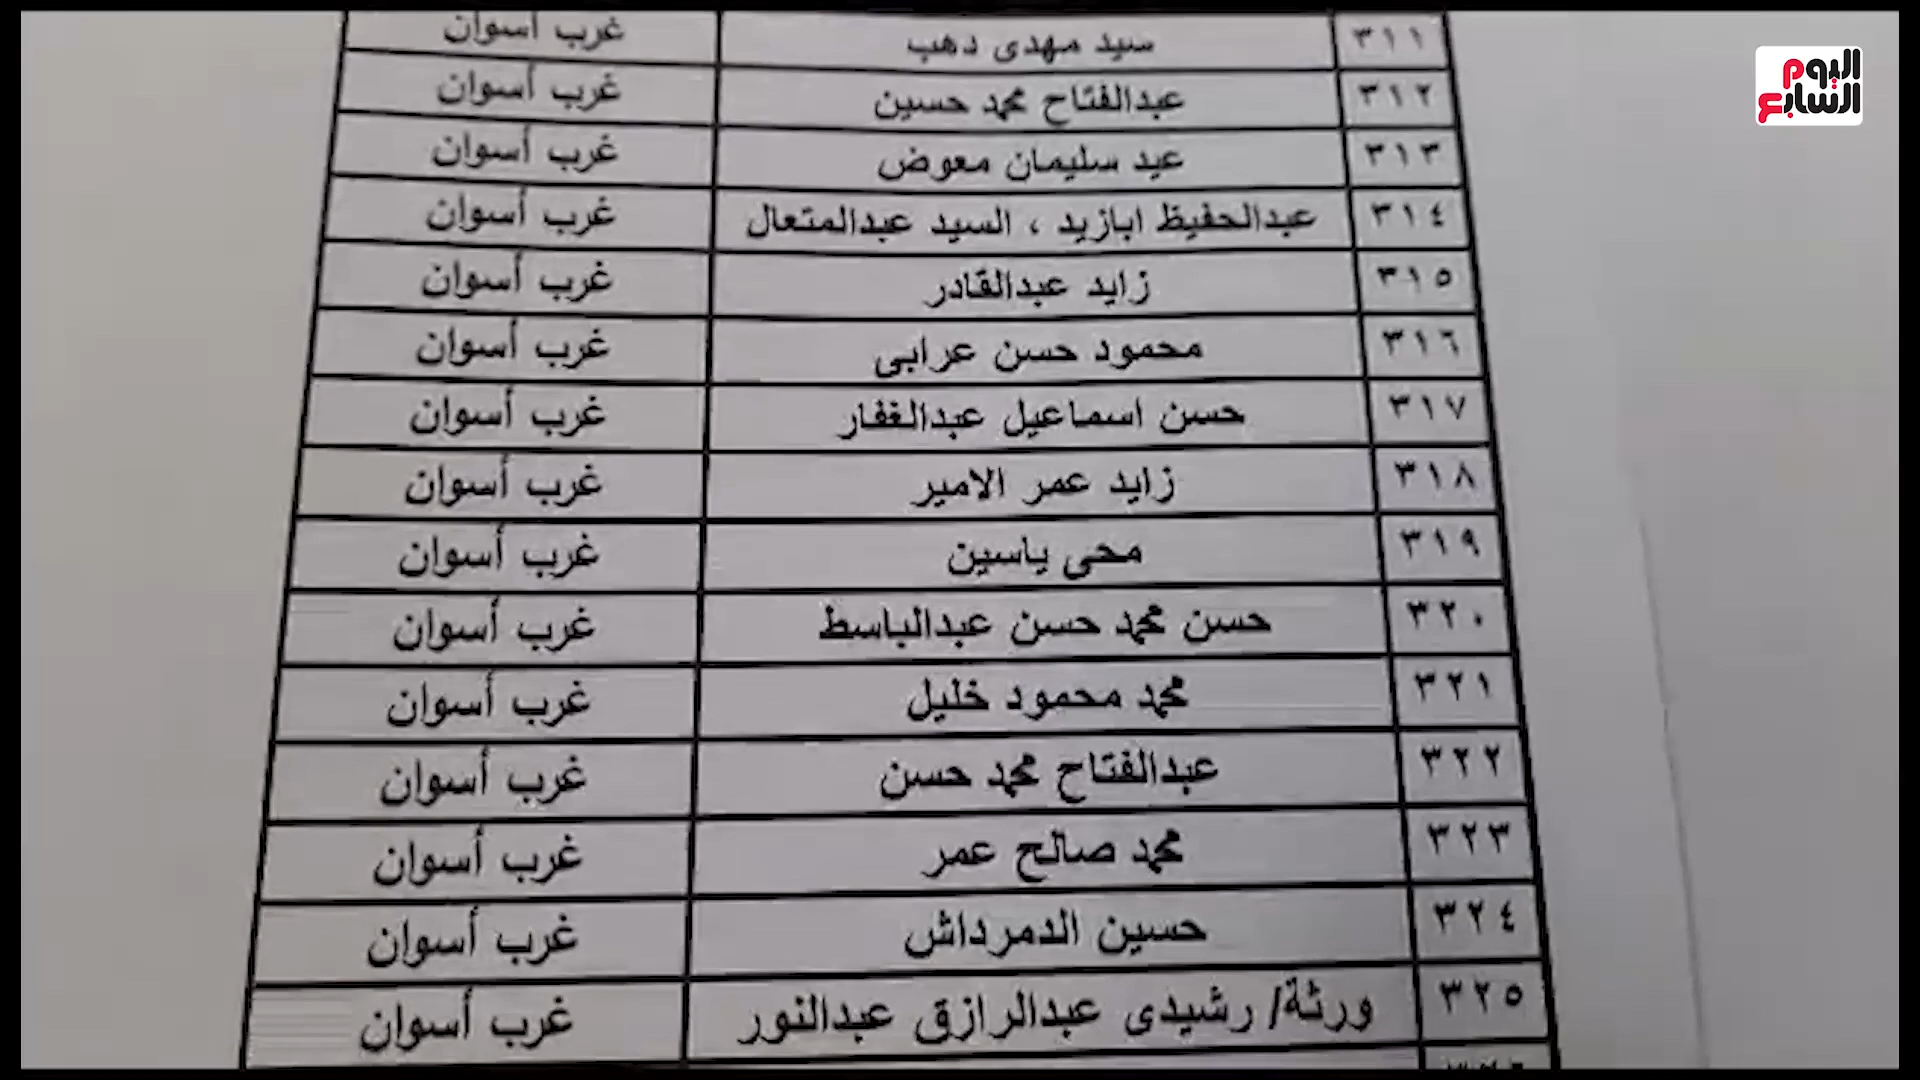 اليوم السابع
٣١١ سيد مهدى دهب غرب أسوان
٣١٢ عبدالفتاح محمد حسين غرب أسوان
٣١٣ عيد سليمان معوض غرب أسوان
٣١٤ عبدالحفيظ ابازيد ، السيد عبدالمتعال غرب أسوان
٣١٥ زايد عبدالقادر غرب أسوان
٣١٦ محمود حسن عرابى غرب أسوان
٣١٧ حسن اسماعيل عبدالغفار غرب أسوان
٣١٨ زايد عمر الامير غرب أسوان
٣١٩ محى ياسين غرب أسوان
٣٢٠ حسن محمد حسن عبدالباسط غرب أسوان
٣٢١ محمد محمود خليل غرب أسوان
٣٢٢ عبدالفتاح محمد حسن غرب أسوان
٣٢٣ محمد صالح عمر غرب أسوان
٣٢٤ حسين الدمرداش غرب أسوان
٣٢٥ ورثة/ رشيدى عبدالرازق عبدالنور غرب أسوان